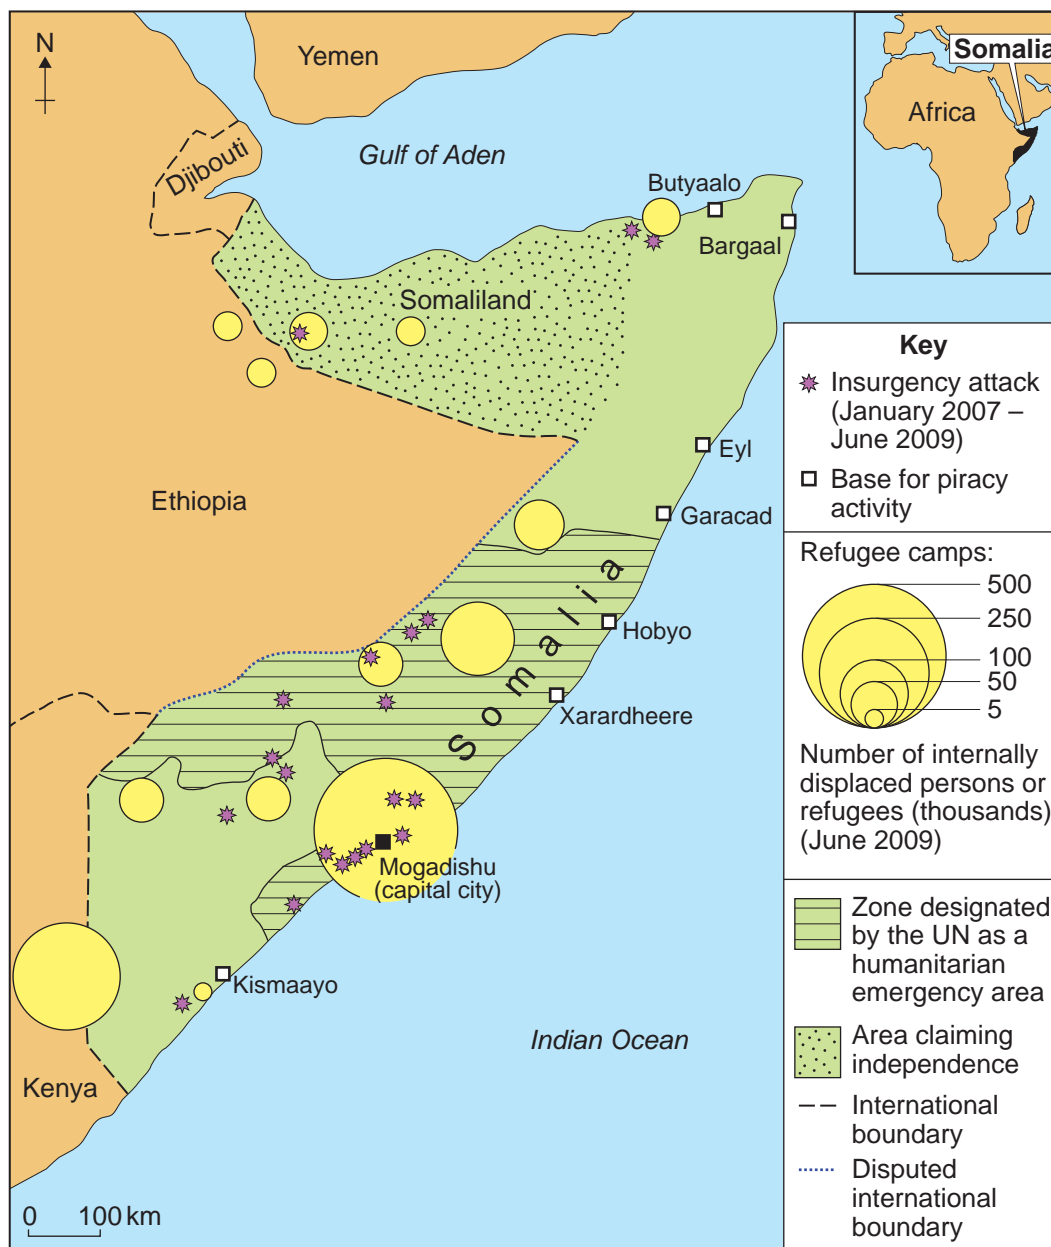 N
Yemen
Somalia
Africa
Djibouti
Gulf of Aden
Butyaalo
Bargaal
Somaliland
Ethiopia
Eyl
Garacad
Somalia
Hobyo
Xarardheere
Mogadishu
(capital city)
Kismaayo
Indian Ocean
Kenya
0 100 km
Key
Insurgency attack
(January 2007 –
June 2009)
Base for piracy
activity
Refugee camps:
500
250
100
50
5
Number of internally
displaced persons or
refugees (thousands)
(June 2009)
Zone designated
by the UN as a
humanitarian
emergency area
Area claiming
independence
International
boundary
Disputed
international
boundary